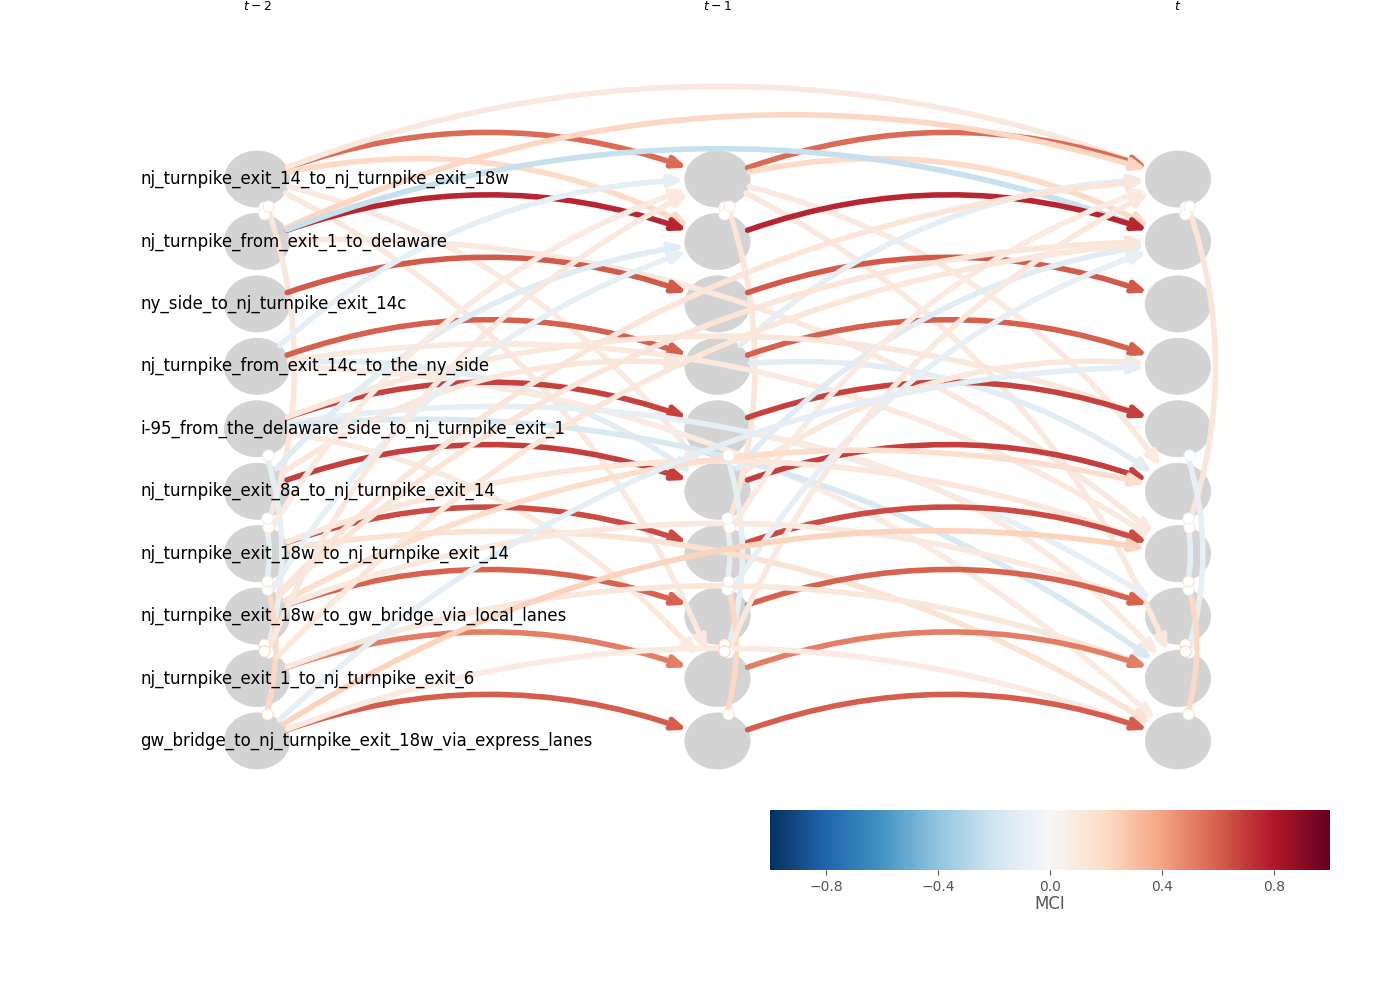 t − 2 t − 1 t
nj_turnpike_exit_14_to_nj_turnpike_exit_18w
nj_turnpike_from_exit_1_to_delaware
ny_side_to_nj_turnpike_exit_14c
nj_turnpike_from_exit_14c_to_the_ny_side
i-95_from_the_delaware_side_to_nj_turnpike_exit_1
nj_turnpike_exit_8a_to_nj_turnpike_exit_14
nj_turnpike_exit_18w_to_nj_turnpike_exit_14
nj_turnpike_exit_18w_to_gw_bridge_via_local_lanes
nj_turnpike_exit_1_to_nj_turnpike_exit_6
gw_bridge_to_nj_turnpike_exit_18w_via_express_lanes
−0.8 −0.4 0.0 0.4 0.8
MCI